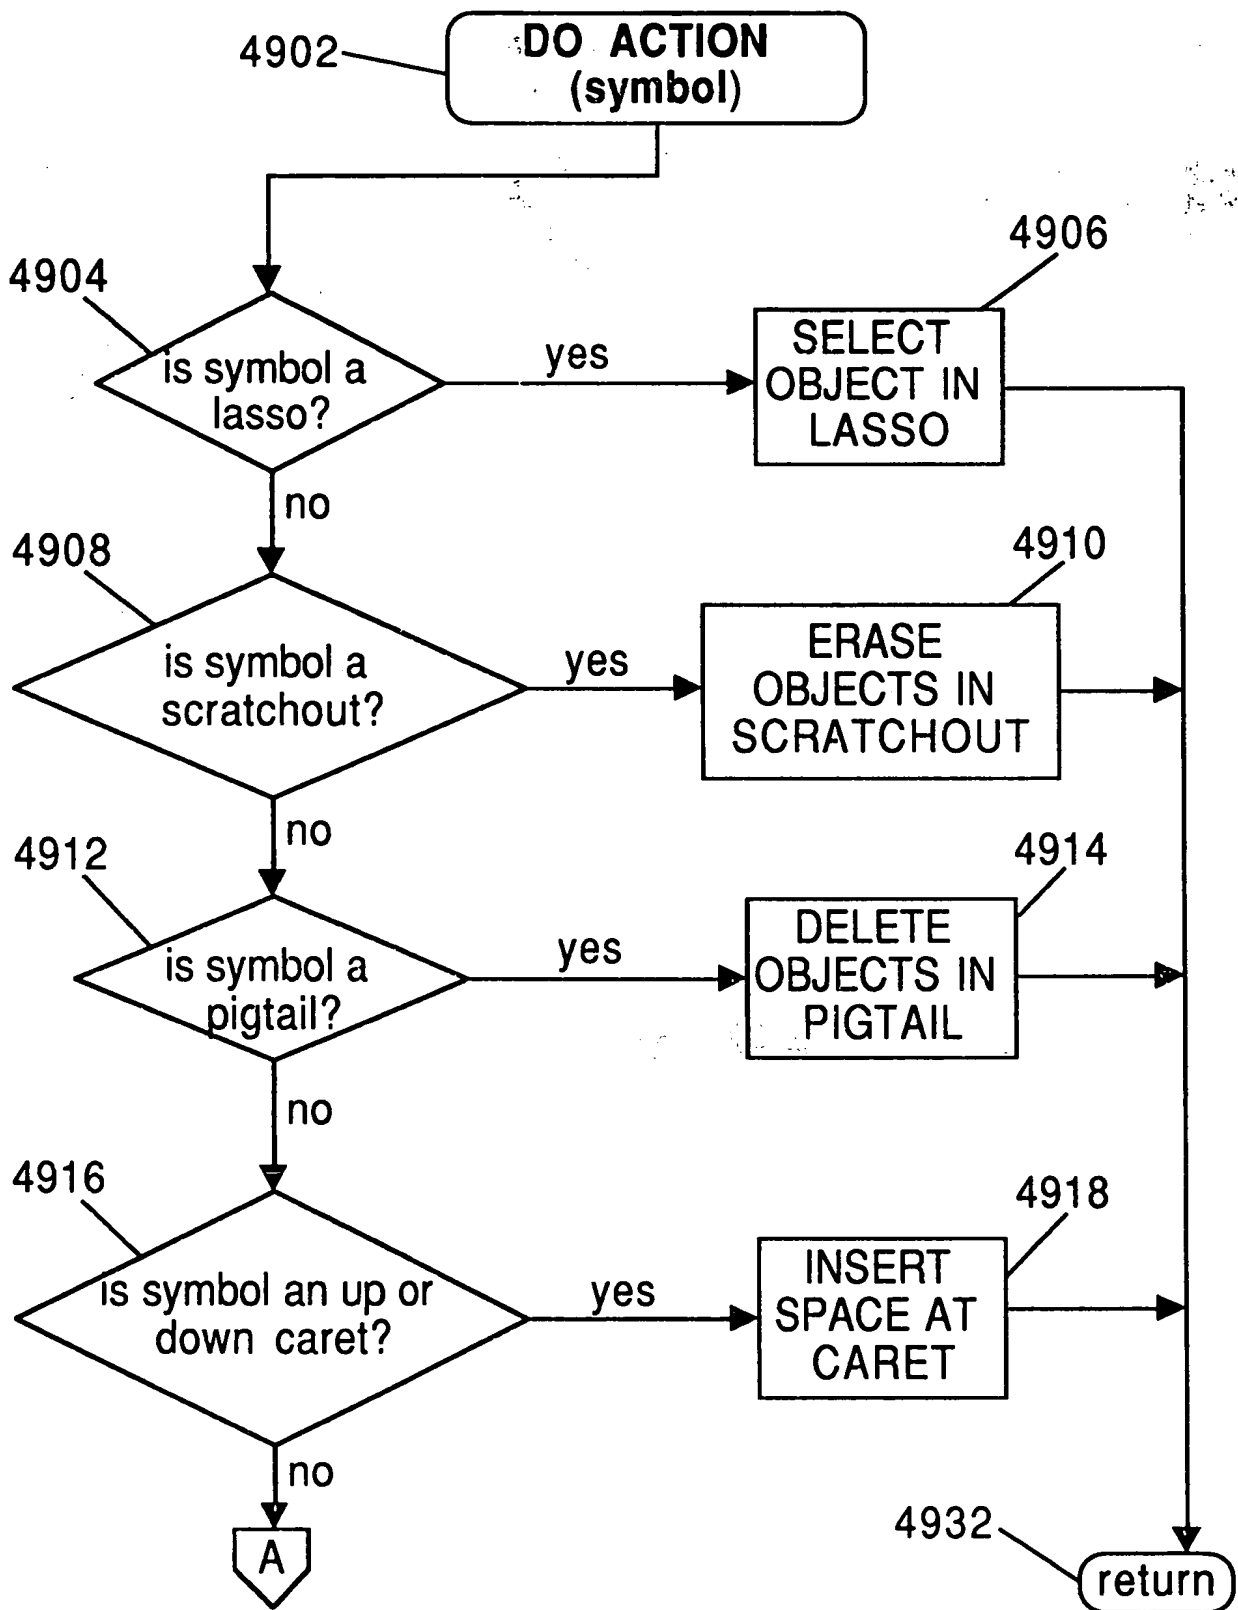 4902
DO ACTION
(symbol)
4904
is symbol a
lasso?
yes
4906
SELECT
OBJECT IN
LASSO
no
4908
is symbol a
scratchout?
yes
4910
ERASE
OBJECTS IN
SCRATCHOUT
no
4912
is symbol a
pigtail?
yes
4914
DELETE
OBJECTS IN
PIGTAIL
no
4916
is symbol an up or
down caret?
yes
4918
INSERT
SPACE AT
CARET
no
A
4932
return